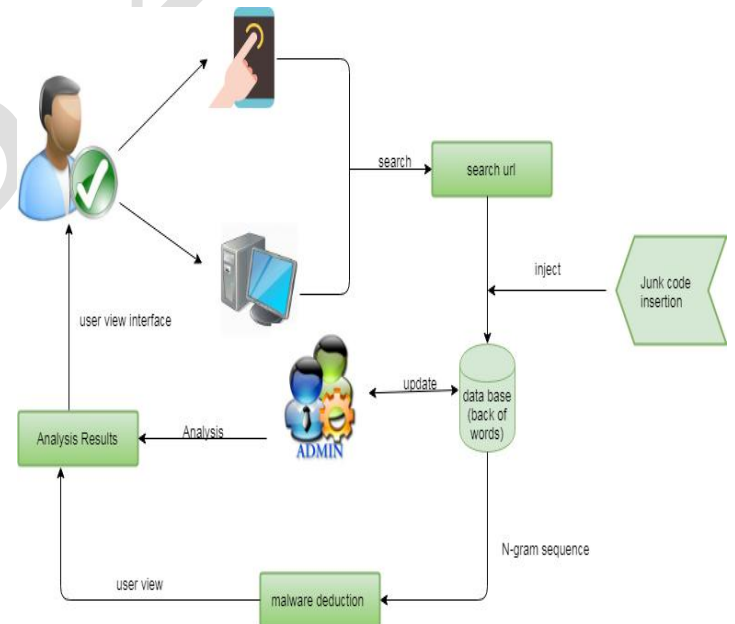 search
search url
inject
Junk code
insertion
user view interface
update
data base
(back of
words)
Analysis Results
Analysis
ADMIN
N-gram sequence
user view
malware deduction